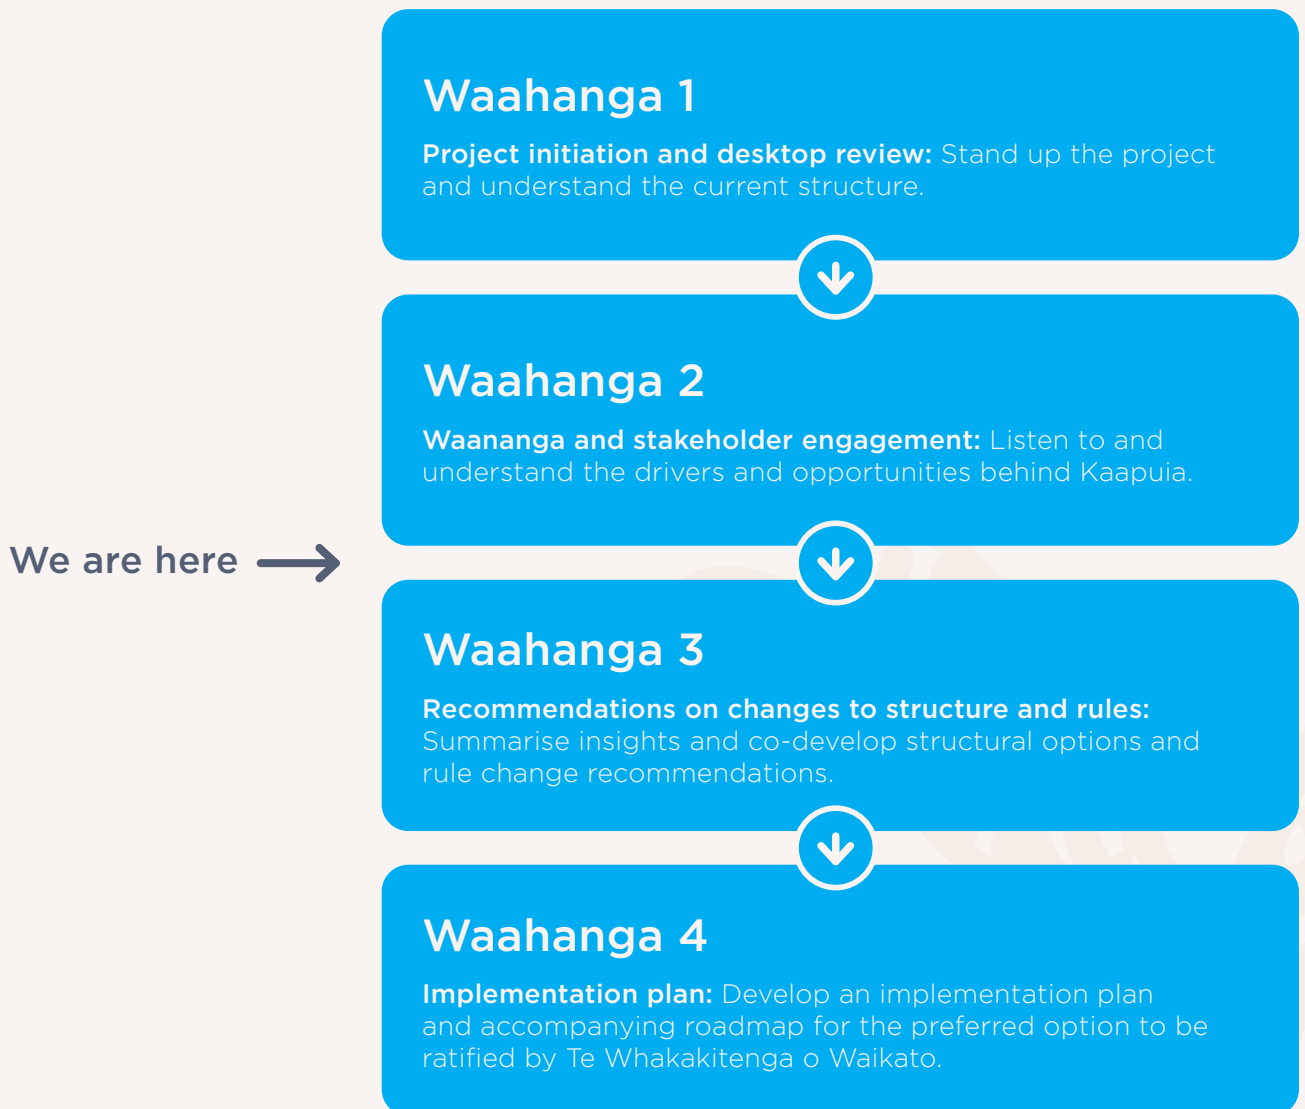 Waahanga 1
Project initiation and desktop review: Stand up the project
and understand the current structure.
Waahanga 2
Waananga and stakeholder engagement: Listen to and
understand the drivers and opportunities behind Kaapuia.
We are here
Waahanga 3
Recommendations on changes to structure and rules:
Summarise insights and co-develop structural options and
rule change recommendations.
Waahanga 4
Implementation plan: Develop an implementation plan
and accompanying roadmap for the preferred option to be
ratified by Te Whakakitenga o Waikato.